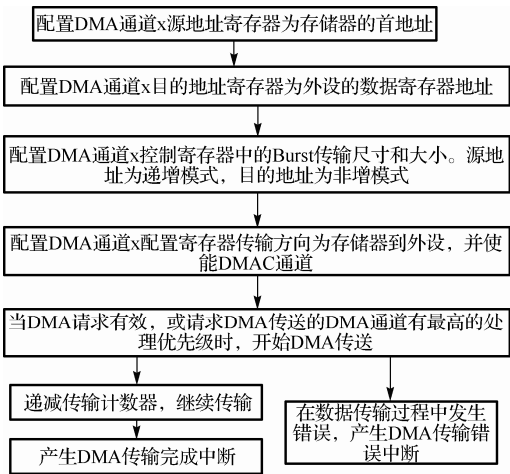 配置DMA通道x源地址寄存器为存储器的首地址
配置DMA通道x目的地址寄存器为外设的数据寄存器地址
配置DMA通道x控制寄存器中的Burst传输尺寸和大小。源地
址为递增模式，目的地址为非增模式
配置DMA通道x配置寄存器传输方向为存储器到外设，并使
能DMAC通道
当DMA请求有效，或请求DMA传送的DMA通道有最高的处
理优先级时，开始DMA传送
递减传输计数器，继续传输
产生DMA传输完成中断
在数据传输过程中发生
错误，产生DMA传输错
误中断